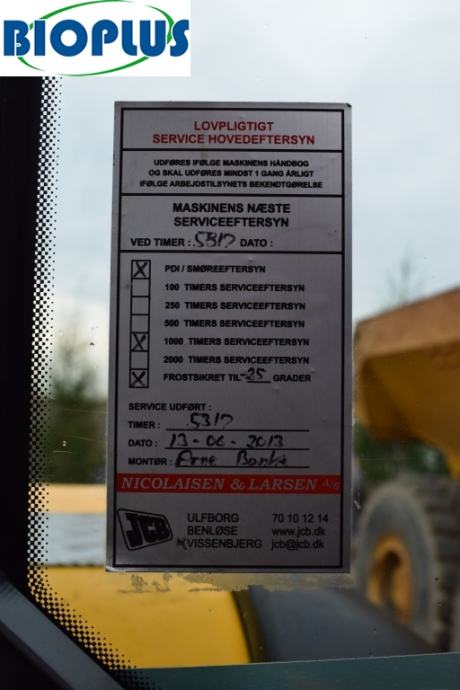 BIOPLUS
LOVPLIGTIGT
SERVICE HOVEDEFTERSYN
UDFØRES IFØLGE MASKINENS HÅNDBOG
OG SKAL UDFØRES MINDST 1 GANG ÅRLIGT
IFØLGE ARBEJDSTILSYNETS BEKENDTGØRELSE
MASKINENS NÆSTE
SERVICEEFTERSYN
VED TIMER : 5317 DATO :
X PDI / SMØREEFTERSYN
100 TIMERS SERVICEEFTERSYN
250 TIMERS SERVICEEFTERSYN
500 TIMERS SERVICEEFTERSYN
X 1000 TIMERS SERVICEEFTERSYN
2000 TIMERS SERVICEEFTERSYN
X FROSTSIKRET TIL -25 GRADER
SERVICE UDFØRT :
TIMER : 5317
DATO : 13-06-2013
MONTØR : Arne
NICOLAISEN & LARSEN A/S
JCB
ULFBORG 70 10 12 14
BENLØSE www.jcb.dk
X VISSENBJERG jcb@jcb.dk